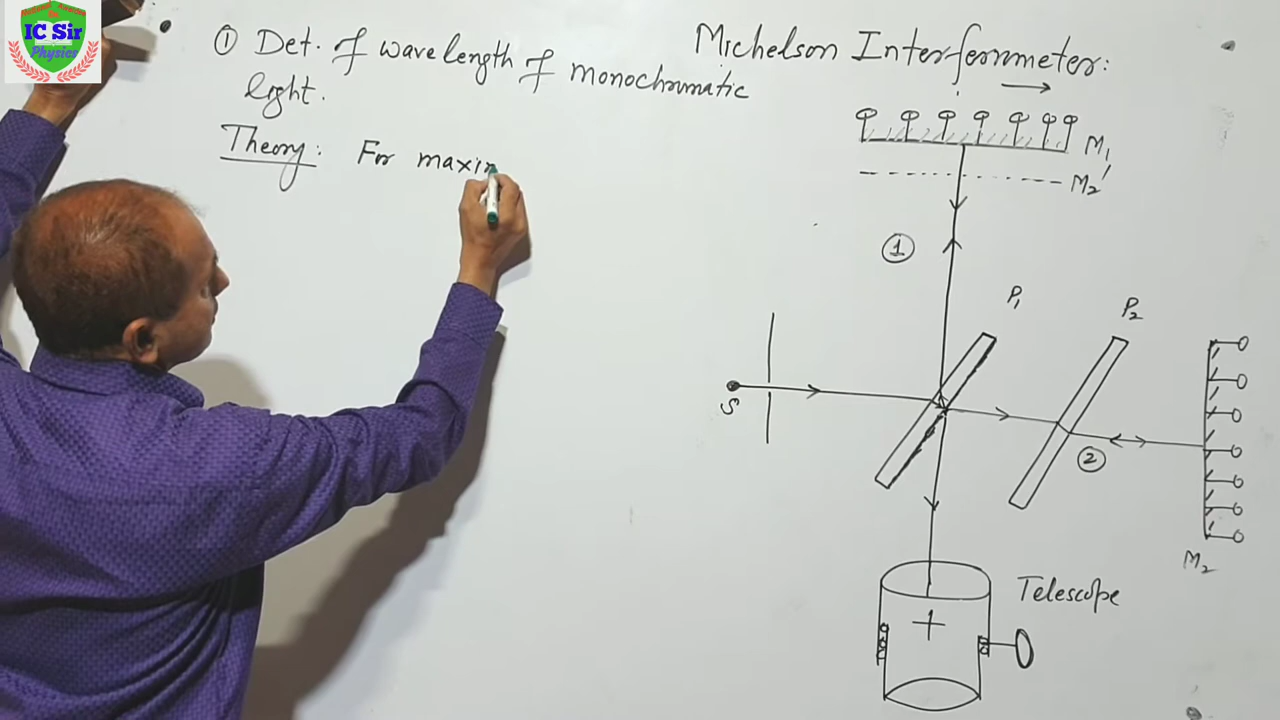 IC Sir
Physics
① Det. of wavelength of monochromatic
light.
Theory: For maxim
Michelson Interferometer:
M₁
M₂'
①
P₁
P₂
S
②
M₂
Telescope